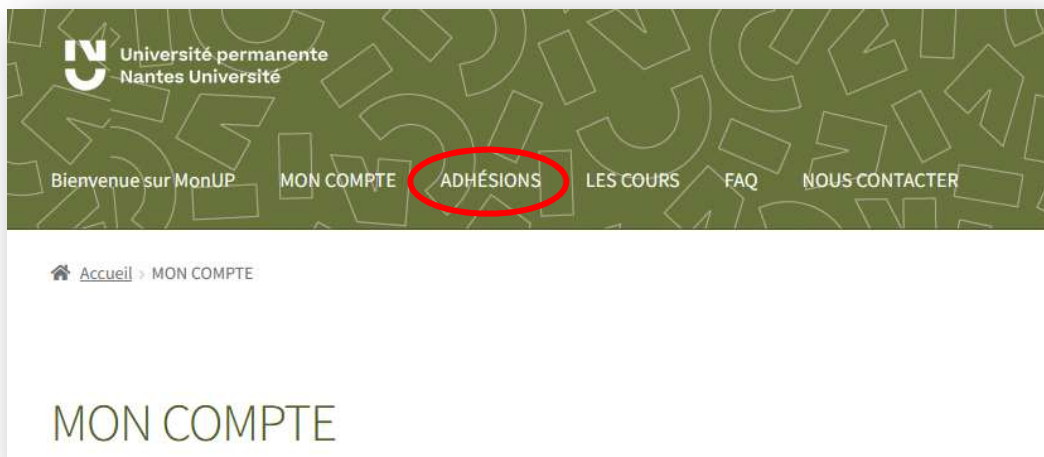 Université permanente
Nantes Université
Bienvenue sur MonUP MON COMPTE ADHÉSIONS LES COURS FAQ NOUS CONTACTER
Accueil › MON COMPTE
MON COMPTE